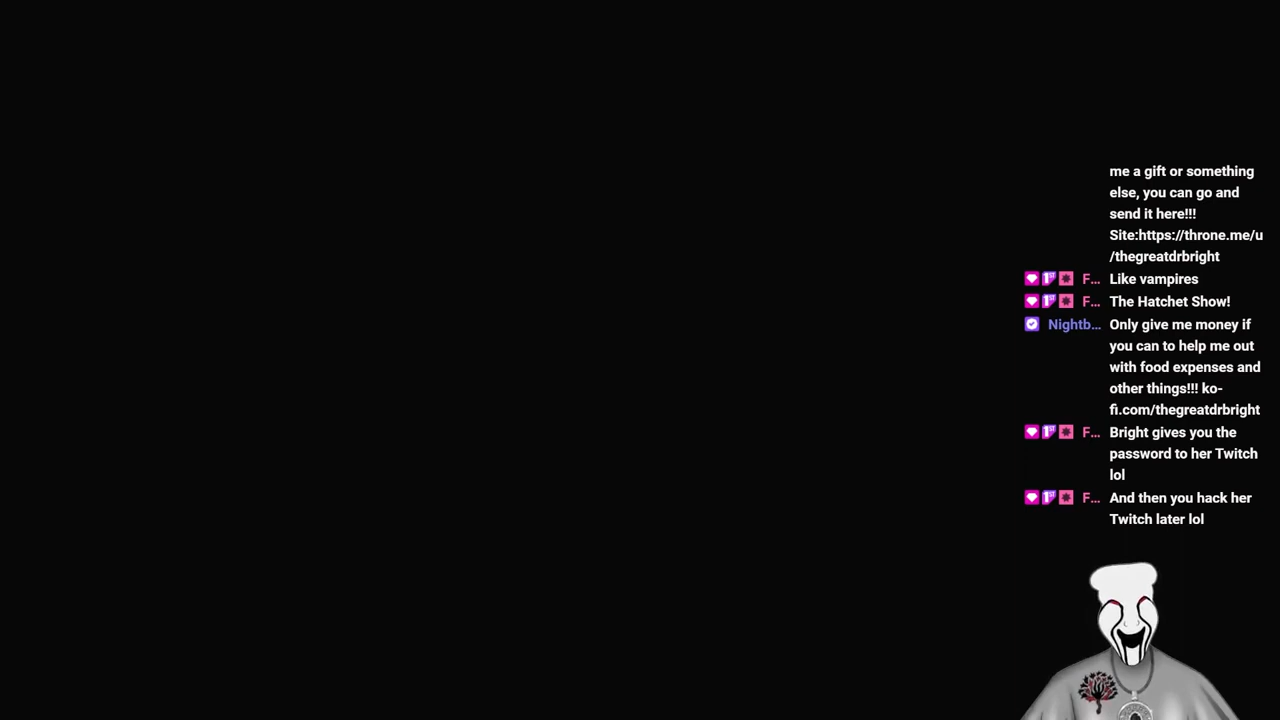 me a gift or something
else, you can go and
send it here!!!
Site:https://throne.me/u
/thegreatdrbright
F... Like vampires
F... The Hatchet Show!
Nightb... Only give me money if
you can to help me out
with food expenses and
other things!!! ko-
fi.com/thegreatdrbright
F... Bright gives you the
password to her Twitch
lol
F... And then you hack her
Twitch later lol